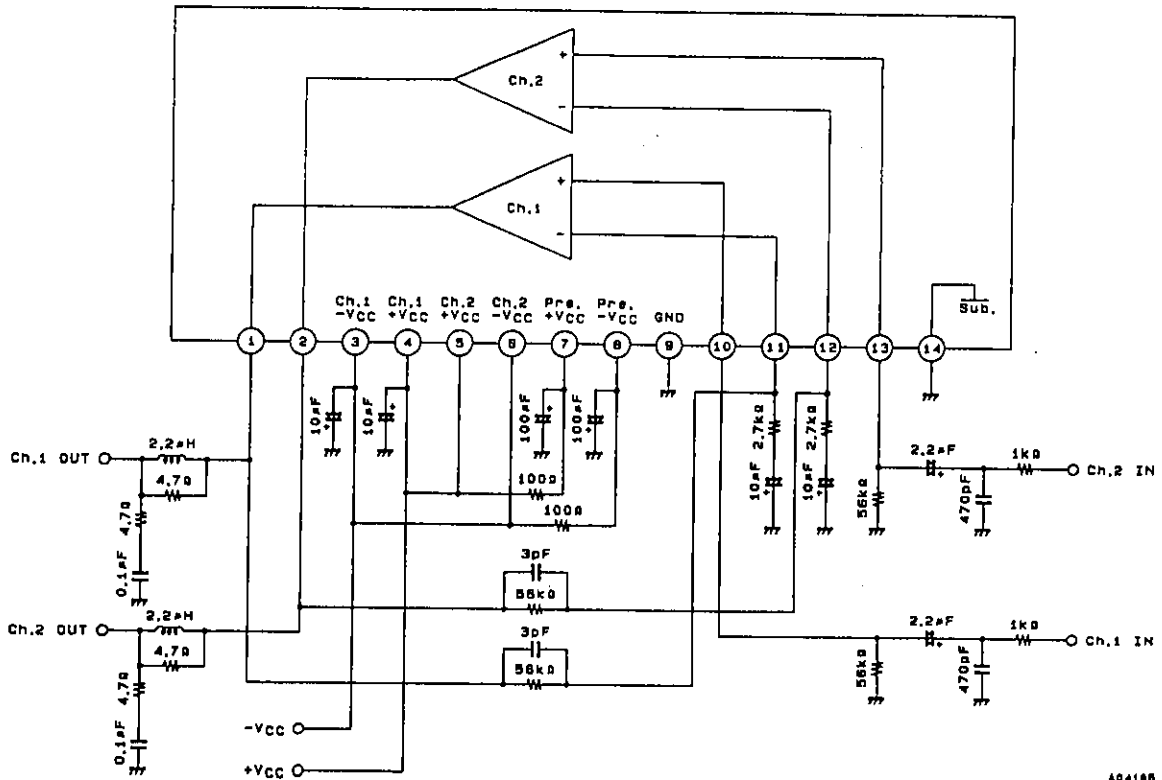 Ch.2
+
−
Ch.1
+
−
Sub.
Ch.1 −VCC
Ch.1 +VCC
Ch.2 +VCC
Ch.2 −VCC
Pre. +VCC
Pre. −VCC
GND
1 2 3 4 5 6 7 8 9 10 11 12 13 14
10μF
+
10μF
+
100μF
+
100μF
+
2.7kΩ
2.7kΩ
10μF
+
10μF
+
Ch.1 OUT
2.2μH
4.7Ω
4.7Ω
0.1μF
100Ω
100Ω
56kΩ
2.2μF
+
470pF
1kΩ
Ch.2 IN
3pF
56kΩ
Ch.2 OUT
2.2μH
4.7Ω
4.7Ω
0.1μF
3pF
56kΩ
56kΩ
2.2μF
+
470pF
1kΩ
Ch.1 IN
−VCC
+VCC